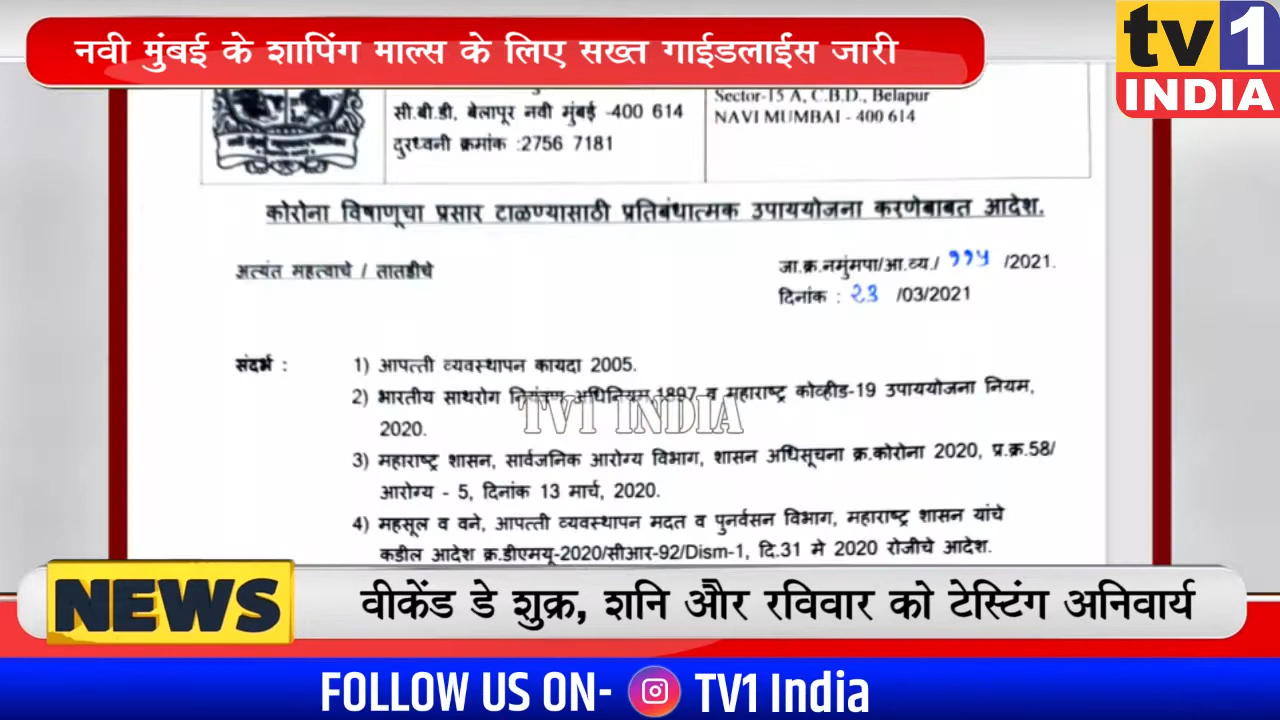 नवी मुंबई के शापिंग माल्स के लिए सख्त गाईडलाईस जारी
tv1
INDIA
सी.बी.डी, बेलापूर नवी मुंबई -400 614
दुरध्वनी क्रमांक :2756 7181
Sector-15 A, C.B.D., Belapur
NAVI MUMBAI - 400 614
कोरोना विषाणूचा प्रसार टाळण्यासाठी प्रतिबंधात्मक उपाययोजना करणेबाबत आदेश.
अत्यंत महत्वाचे / तातडीचे
जा.क्र.नमुंमपा/आ.व्य./ ११५ /2021.
दिनांक : २३ /03/2021
संदर्भ :
1) आपत्ती व्यवस्थापन कायदा 2005.
2) भारतीय साथरोग नियंत्रण अधिनियम 1897 व महाराष्ट्र कोव्हीड-19 उपाययोजना नियम,
2020.
TV1 INDIA
3) महाराष्ट्र शासन, सार्वजनिक आरोग्य विभाग, शासन अधिसूचना क्र.कोरोना 2020, प्र.क्र.58/
आरोग्य - 5, दिनांक 13 मार्च, 2020.
4) महसूल व वने, आपत्ती व्यवस्थापन मदत व पुनर्वसन विभाग, महाराष्ट्र शासन यांचे
कडील आदेश क्र.डीएमयू-2020/सीआर-92/Dism-1, दि.31 मे 2020 रोजीचे आदेश.
NEWS
वीकेंड डे शुक्र, शनि और रविवार को टेस्टिंग अनिवार्य
FOLLOW US ON- TV1 India